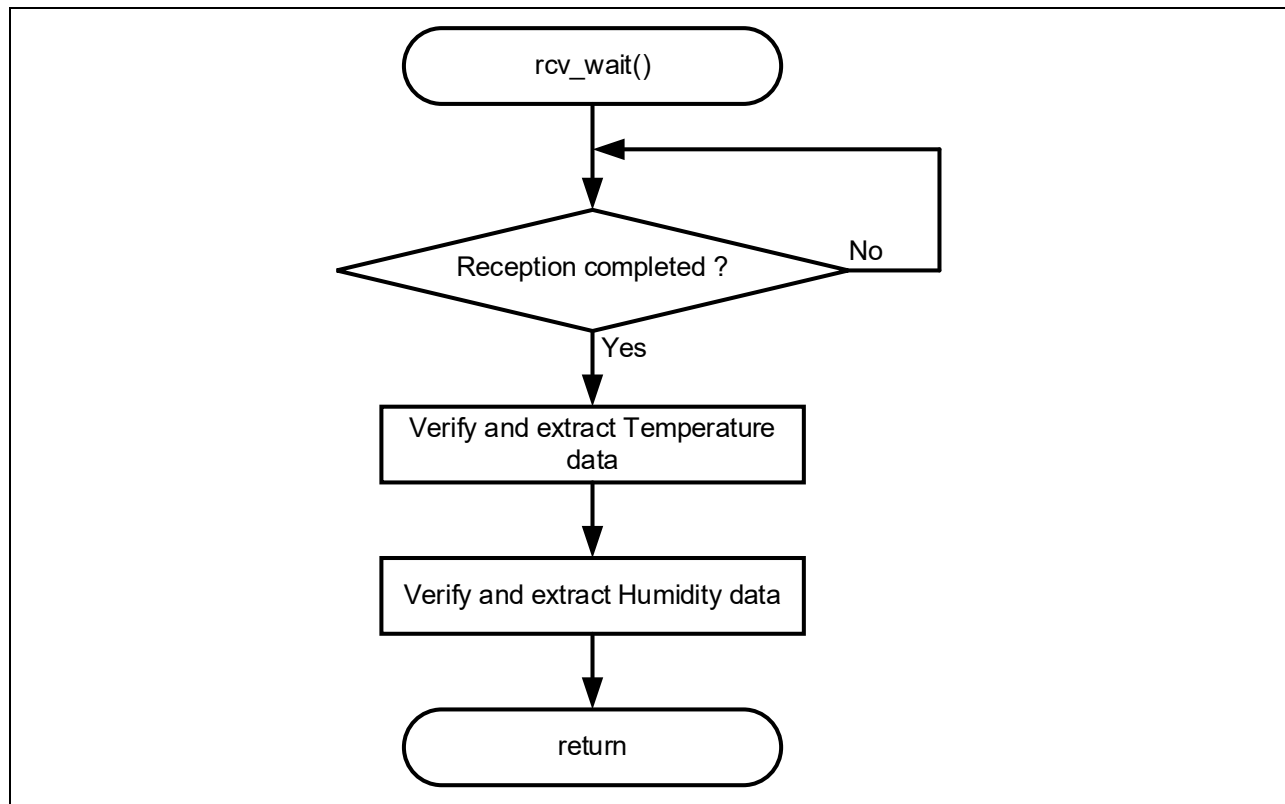 rcv_wait()
Reception completed ?
No
Yes
Verify and extract Temperature
data
Verify and extract Humidity data
return